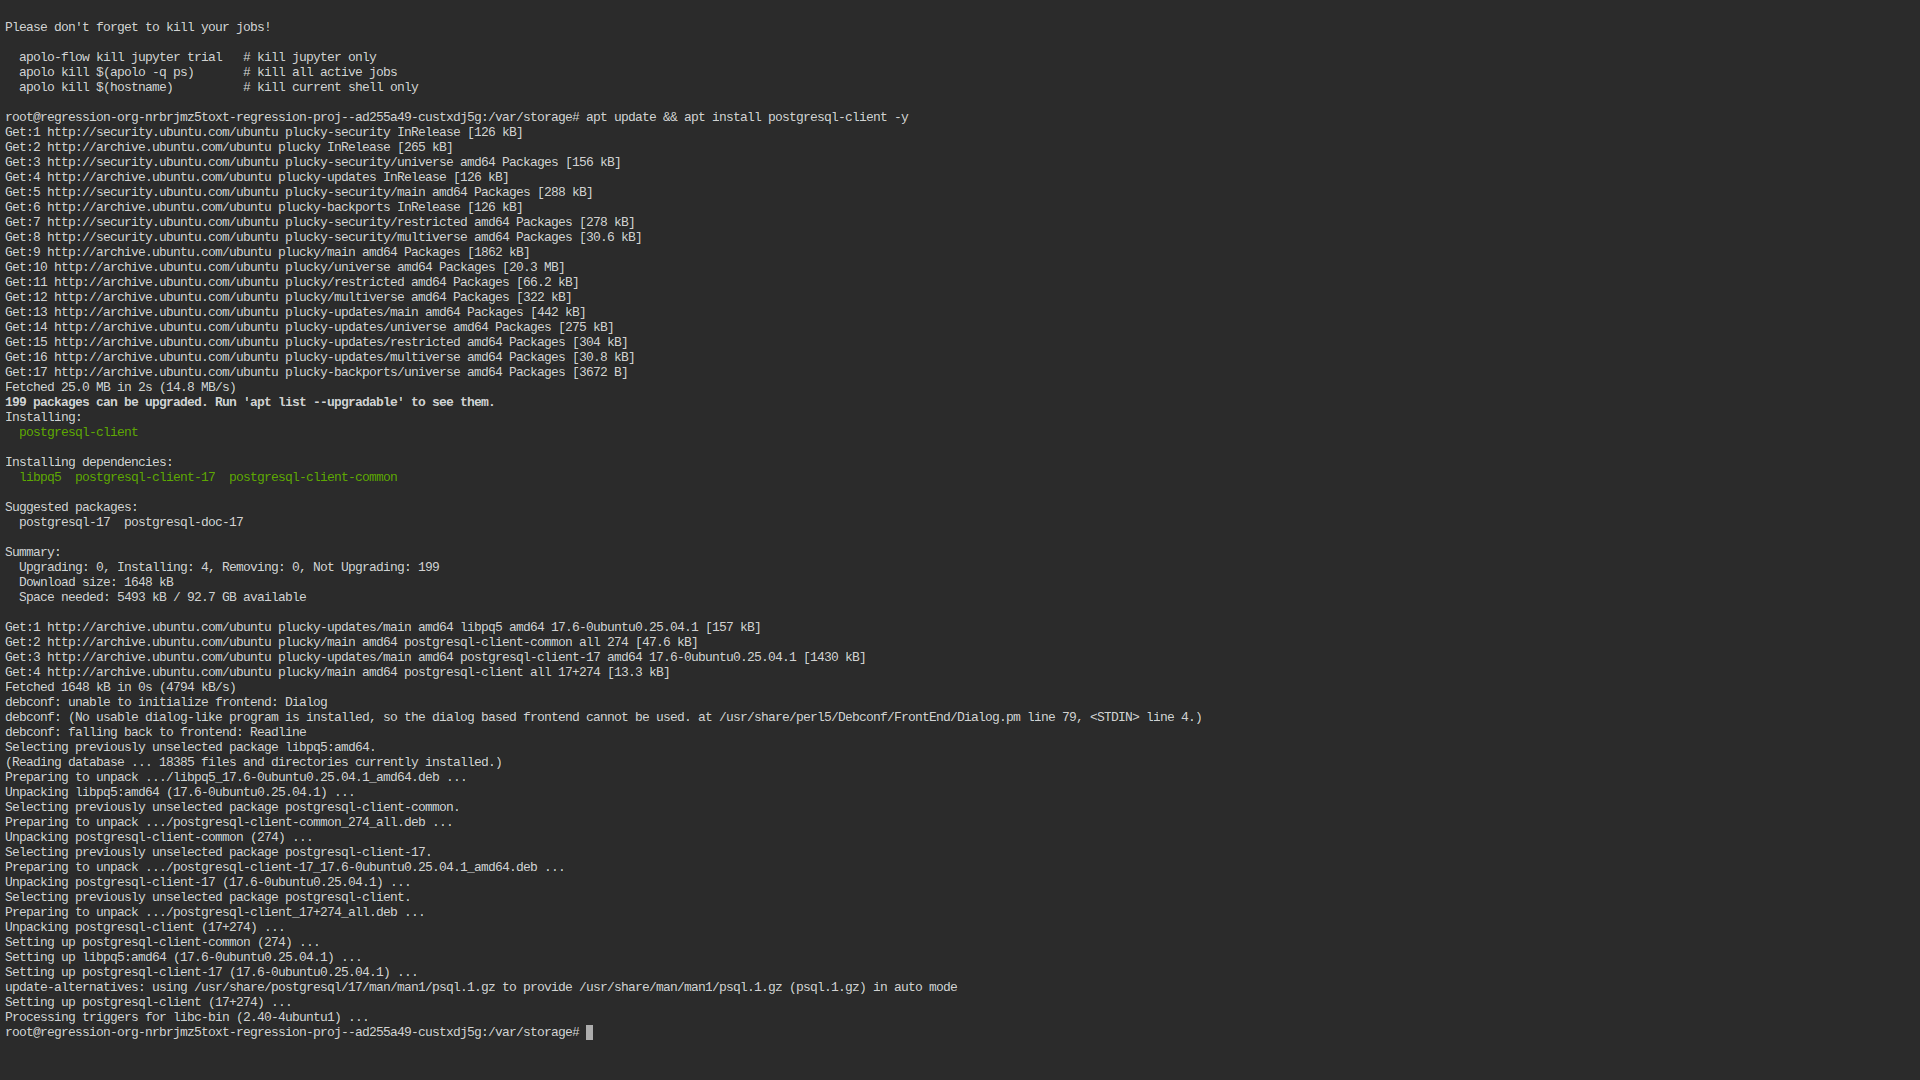 Please don't forget to kill your jobs!
  apolo-flow kill jupyter trial   # kill jupyter only
  apolo kill $(apolo -q ps)       # kill all active jobs
  apolo kill $(hostname)          # kill current shell only
root@regression-org-nrbrjmz5toxt-regression-proj--ad255a49-custxdj5g:/var/storage# apt update && apt install postgresql-client -y
Get:1 http://security.ubuntu.com/ubuntu plucky-security InRelease [126 kB]
Get:2 http://archive.ubuntu.com/ubuntu plucky InRelease [265 kB]
Get:3 http://security.ubuntu.com/ubuntu plucky-security/universe amd64 Packages [156 kB]
Get:4 http://archive.ubuntu.com/ubuntu plucky-updates InRelease [126 kB]
Get:5 http://security.ubuntu.com/ubuntu plucky-security/main amd64 Packages [288 kB]
Get:6 http://archive.ubuntu.com/ubuntu plucky-backports InRelease [126 kB]
Get:7 http://security.ubuntu.com/ubuntu plucky-security/restricted amd64 Packages [278 kB]
Get:8 http://security.ubuntu.com/ubuntu plucky-security/multiverse amd64 Packages [30.6 kB]
Get:9 http://archive.ubuntu.com/ubuntu plucky/main amd64 Packages [1862 kB]
Get:10 http://archive.ubuntu.com/ubuntu plucky/universe amd64 Packages [20.3 MB]
Get:11 http://archive.ubuntu.com/ubuntu plucky/restricted amd64 Packages [66.2 kB]
Get:12 http://archive.ubuntu.com/ubuntu plucky/multiverse amd64 Packages [322 kB]
Get:13 http://archive.ubuntu.com/ubuntu plucky-updates/main amd64 Packages [442 kB]
Get:14 http://archive.ubuntu.com/ubuntu plucky-updates/universe amd64 Packages [275 kB]
Get:15 http://archive.ubuntu.com/ubuntu plucky-updates/restricted amd64 Packages [304 kB]
Get:16 http://archive.ubuntu.com/ubuntu plucky-updates/multiverse amd64 Packages [30.8 kB]
Get:17 http://archive.ubuntu.com/ubuntu plucky-backports/universe amd64 Packages [3672 B]
Fetched 25.0 MB in 2s (14.8 MB/s)
199 packages can be upgraded. Run 'apt list --upgradable' to see them.
Installing:
  postgresql-client
Installing dependencies:
  libpq5  postgresql-client-17  postgresql-client-common
Suggested packages:
  postgresql-17  postgresql-doc-17
Summary:
  Upgrading: 0, Installing: 4, Removing: 0, Not Upgrading: 199
  Download size: 1648 kB
  Space needed: 5493 kB / 92.7 GB available
Get:1 http://archive.ubuntu.com/ubuntu plucky-updates/main amd64 libpq5 amd64 17.6-0ubuntu0.25.04.1 [157 kB]
Get:2 http://archive.ubuntu.com/ubuntu plucky/main amd64 postgresql-client-common all 274 [47.6 kB]
Get:3 http://archive.ubuntu.com/ubuntu plucky-updates/main amd64 postgresql-client-17 amd64 17.6-0ubuntu0.25.04.1 [1430 kB]
Get:4 http://archive.ubuntu.com/ubuntu plucky/main amd64 postgresql-client all 17+274 [13.3 kB]
Fetched 1648 kB in 0s (4794 kB/s)
debconf: unable to initialize frontend: Dialog
debconf: (No usable dialog-like program is installed, so the dialog based frontend cannot be used. at /usr/share/perl5/Debconf/FrontEnd/Dialog.pm line 79, <STDIN> line 4.)
debconf: falling back to frontend: Readline
Selecting previously unselected package libpq5:amd64.
(Reading database ... 18385 files and directories currently installed.)
Preparing to unpack .../libpq5_17.6-0ubuntu0.25.04.1_amd64.deb ...
Unpacking libpq5:amd64 (17.6-0ubuntu0.25.04.1) ...
Selecting previously unselected package postgresql-client-common.
Preparing to unpack .../postgresql-client-common_274_all.deb ...
Unpacking postgresql-client-common (274) ...
Selecting previously unselected package postgresql-client-17.
Preparing to unpack .../postgresql-client-17_17.6-0ubuntu0.25.04.1_amd64.deb ...
Unpacking postgresql-client-17 (17.6-0ubuntu0.25.04.1) ...
Selecting previously unselected package postgresql-client.
Preparing to unpack .../postgresql-client_17+274_all.deb ...
Unpacking postgresql-client (17+274) ...
Setting up postgresql-client-common (274) ...
Setting up libpq5:amd64 (17.6-0ubuntu0.25.04.1) ...
Setting up postgresql-client-17 (17.6-0ubuntu0.25.04.1) ...
update-alternatives: using /usr/share/postgresql/17/man/man1/psql.1.gz to provide /usr/share/man/man1/psql.1.gz (psql.1.gz) in auto mode
Setting up postgresql-client (17+274) ...
Processing triggers for libc-bin (2.40-4ubuntu1) ...
root@regression-org-nrbrjmz5toxt-regression-proj--ad255a49-custxdj5g:/var/storage#